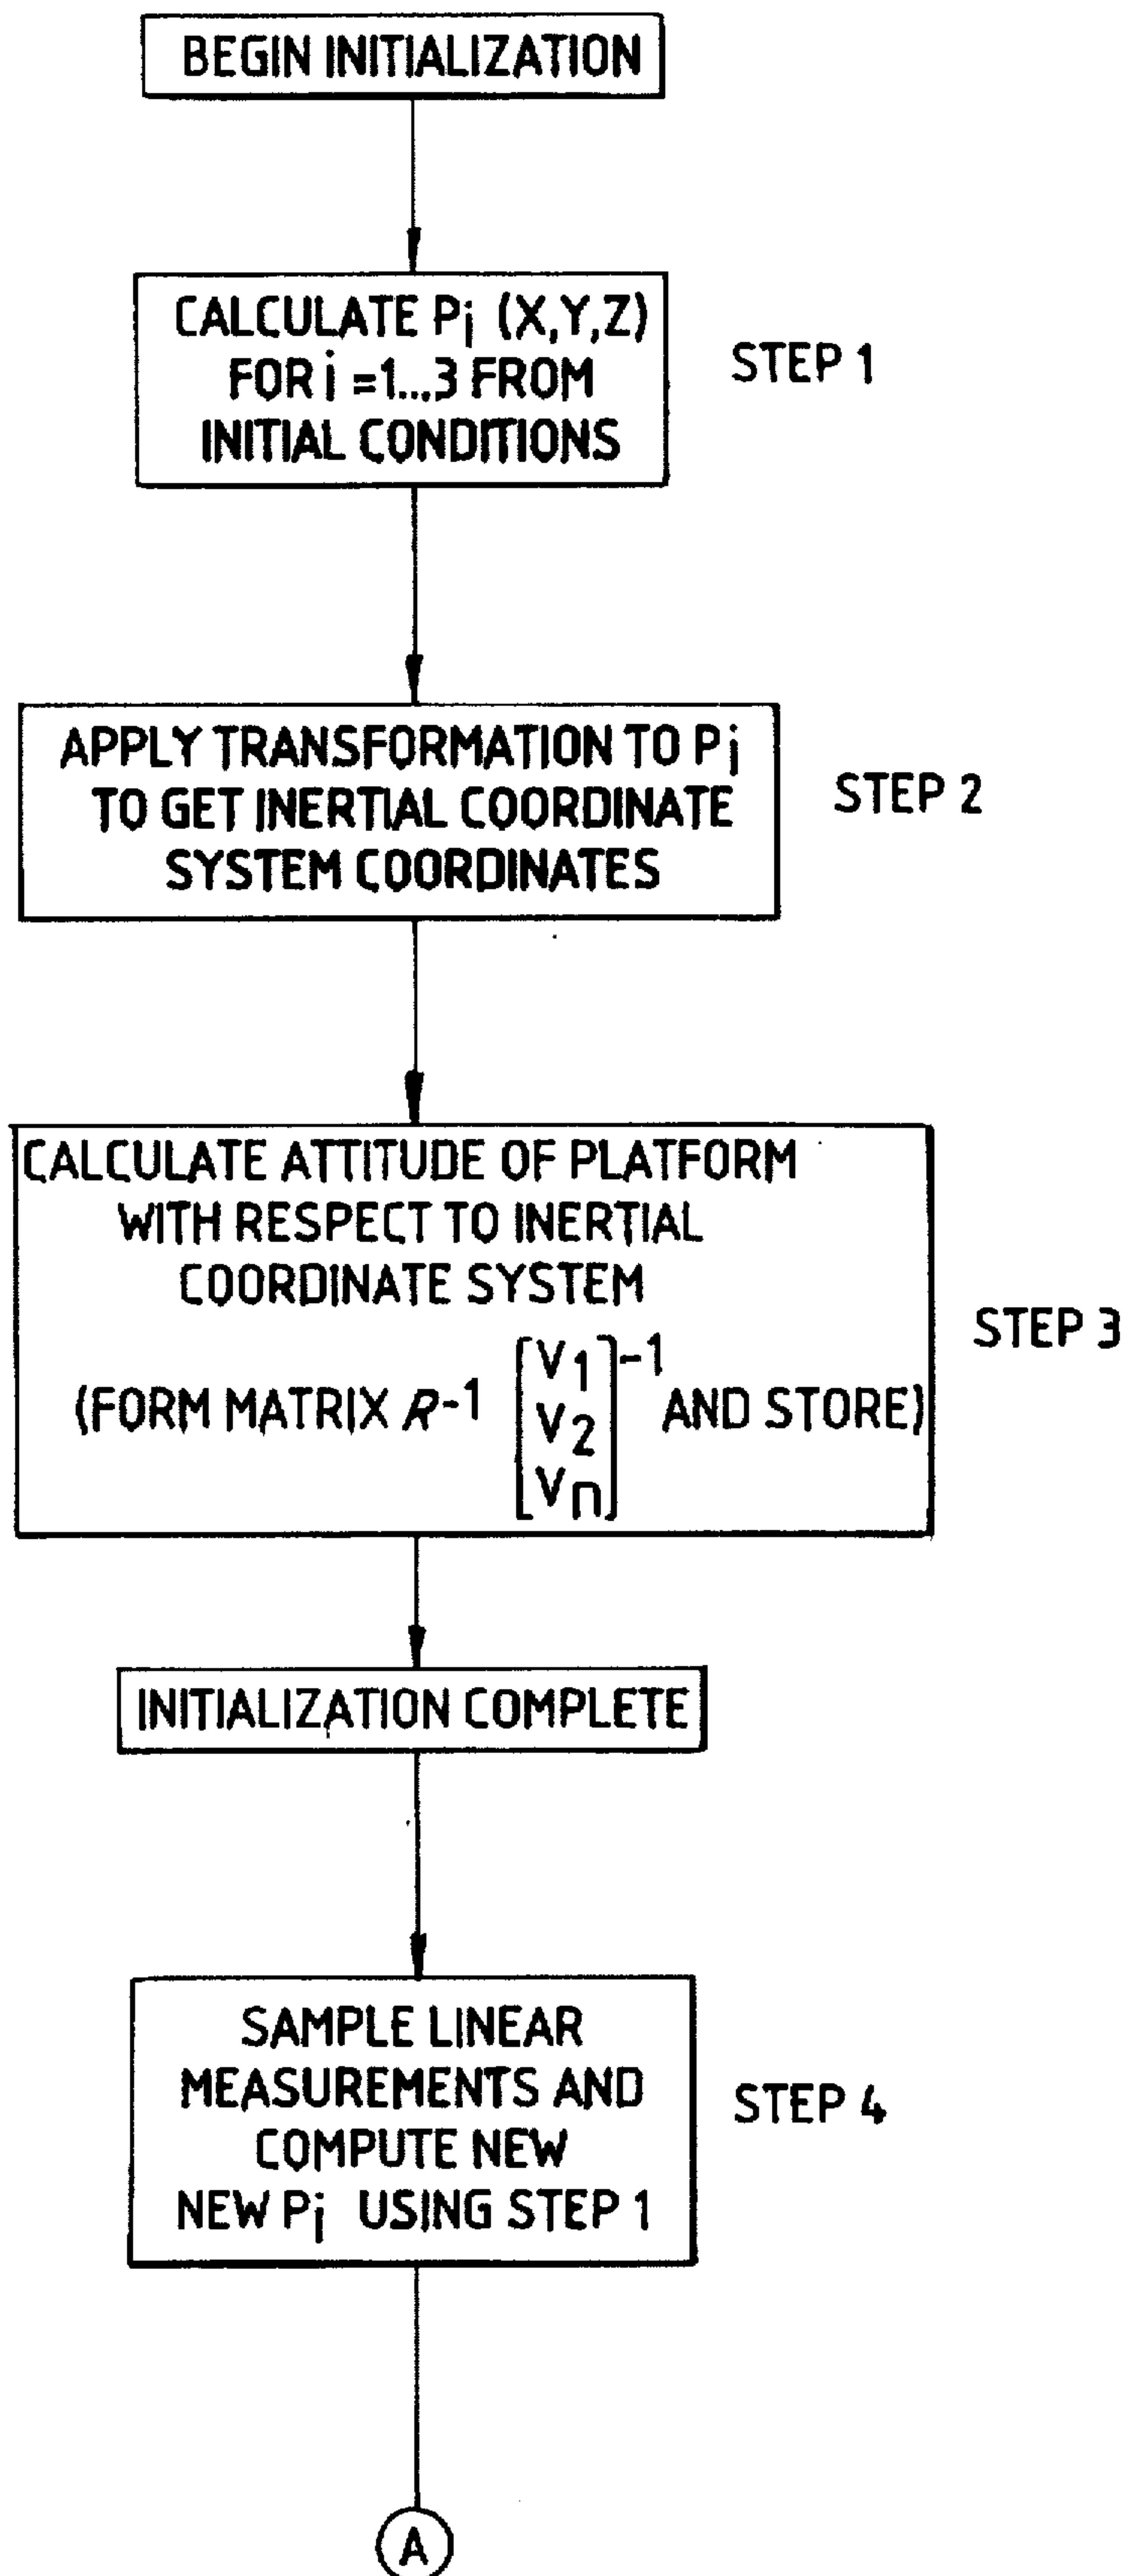 BEGIN INITIALIZATION
CALCULATE Pi (X,Y,Z)
FOR i =1...3 FROM
INITIAL CONDITIONS
STEP 1
APPLY TRANSFORMATION TO Pi
TO GET INERTIAL COORDINATE
SYSTEM COORDINATES
STEP 2
CALCULATE ATTITUDE OF PLATFORM
WITH RESPECT TO INERTIAL
COORDINATE SYSTEM
(FORM MATRIX R-1 [V1 V2 Vn]-1 AND STORE)
STEP 3
INITIALIZATION COMPLETE
SAMPLE LINEAR
MEASUREMENTS AND
COMPUTE NEW
NEW Pi USING STEP 1
STEP 4
A